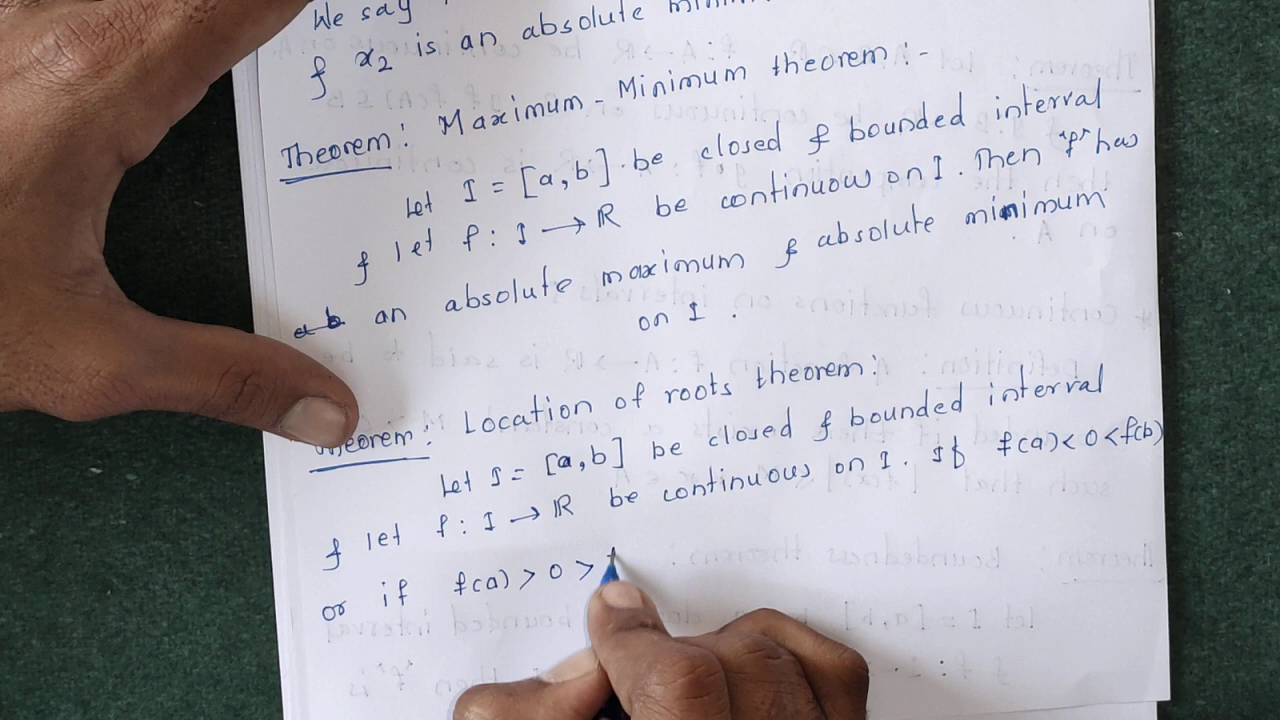 We say
& x₂ is an absolute
Theorem: Maximum - Minimum theorem :-
Let I = [a, b] be closed & bounded interval
& let f : I → ℝ be continuous on I. Then "f" has
an absolute maximum & absolute minimum
on I.
Location of roots theorem:
Let I = [a, b] be closed & bounded interval
& let f : I → ℝ be continuous on I. If f(a) < 0 < f(b)
or if f(a) > 0 >